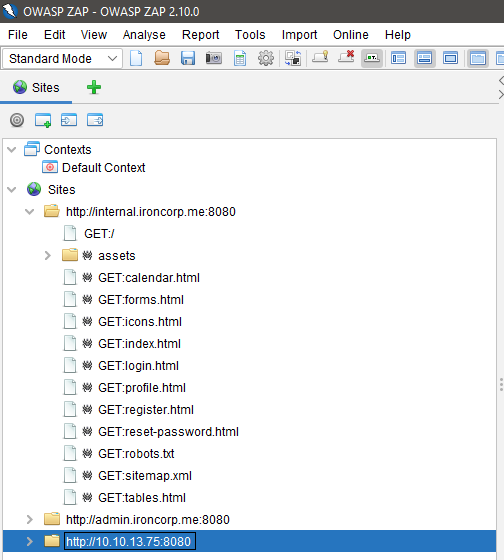 OWASP ZAP - OWASP ZAP 2.10.0
File Edit View Analyse Report Tools Import Online Help
Standard Mode
Sites
Contexts
Default Context
Sites
http://internal.ironcorp.me:8080
GET:/
assets
GET:calendar.html
GET:forms.html
GET:icons.html
GET:index.html
GET:login.html
GET:profile.html
GET:register.html
GET:reset-password.html
GET:robots.txt
GET:sitemap.xml
GET:tables.html
http://admin.ironcorp.me:8080
http://10.10.13.75:8080